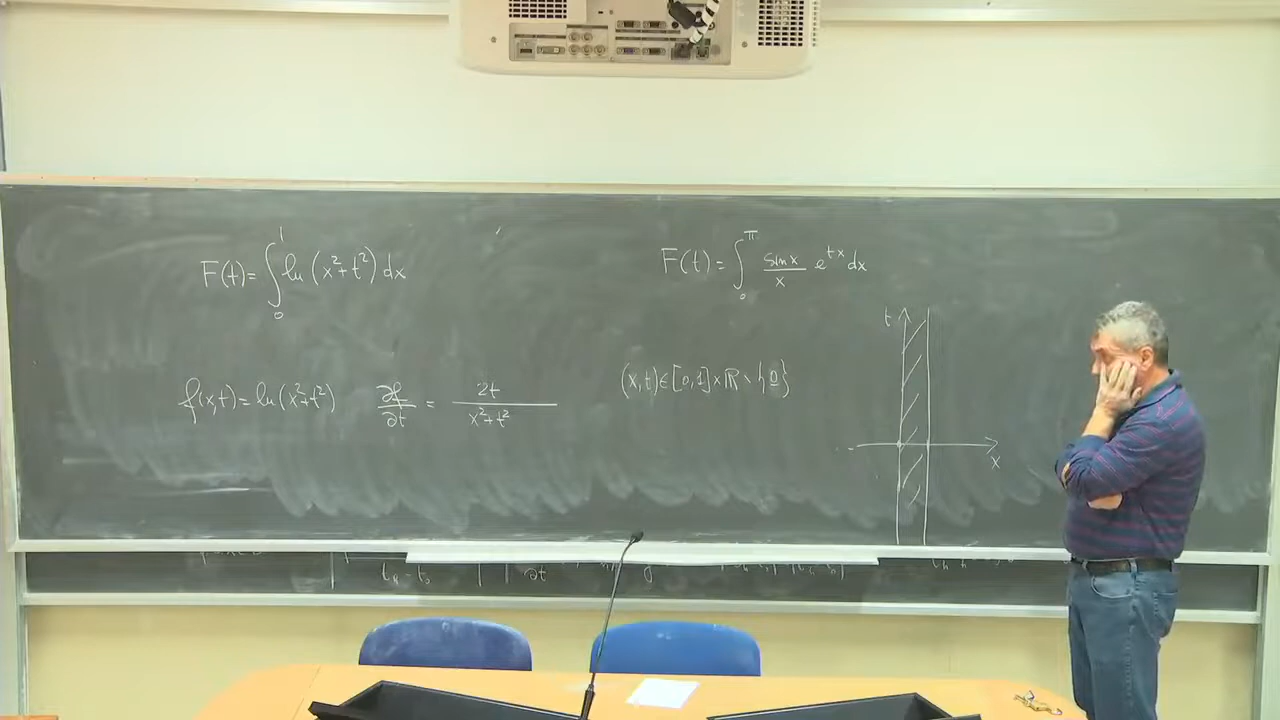 F(t) = ∫₀¹ ln (x² + t²) dx
F(t) = ∫₀^π sin x / x e^{tx} dx
f(x,t) = ln(x²+t²) ∂f/∂t = 2t / x²+t²
(x,t) ∈ [0,1] × ℝ \ {0}
t
x